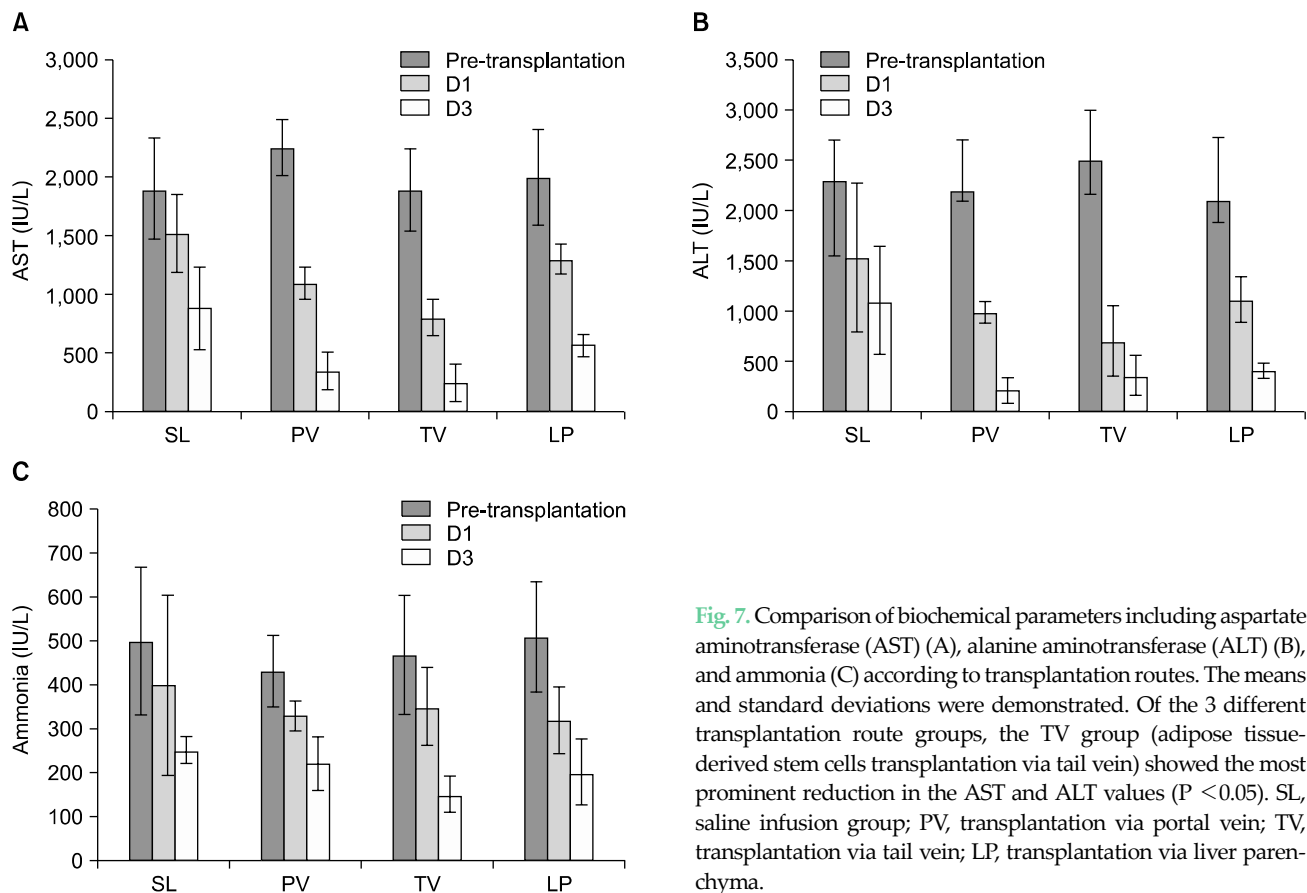 A
3,000
2,500
2,000
1,500
1,000
500
0
AST (IU/L)
Pre-transplantation
D1
D3
SL PV TV LP
B
3,500
3,000
2,500
2,000
1,500
1,000
500
0
ALT (IU/L)
Pre-transplantation
D1
D3
SL PV TV LP
C
800
700
600
500
400
300
200
100
0
Ammonia (IU/L)
Pre-transplantation
D1
D3
SL PV TV LP
Fig. 7. Comparison of biochemical parameters including aspartate
aminotransferase (AST) (A), alanine aminotransferase (ALT) (B),
and ammonia (C) according to transplantation routes. The means
and standard deviations were demonstrated. Of the 3 different
transplantation route groups, the TV group (adipose tissue-
derived stem cells transplantation via tail vein) showed the most
prominent reduction in the AST and ALT values (P <0.05). SL,
saline infusion group; PV, transplantation via portal vein; TV,
transplantation via tail vein; LP, transplantation via liver paren-
chyma.